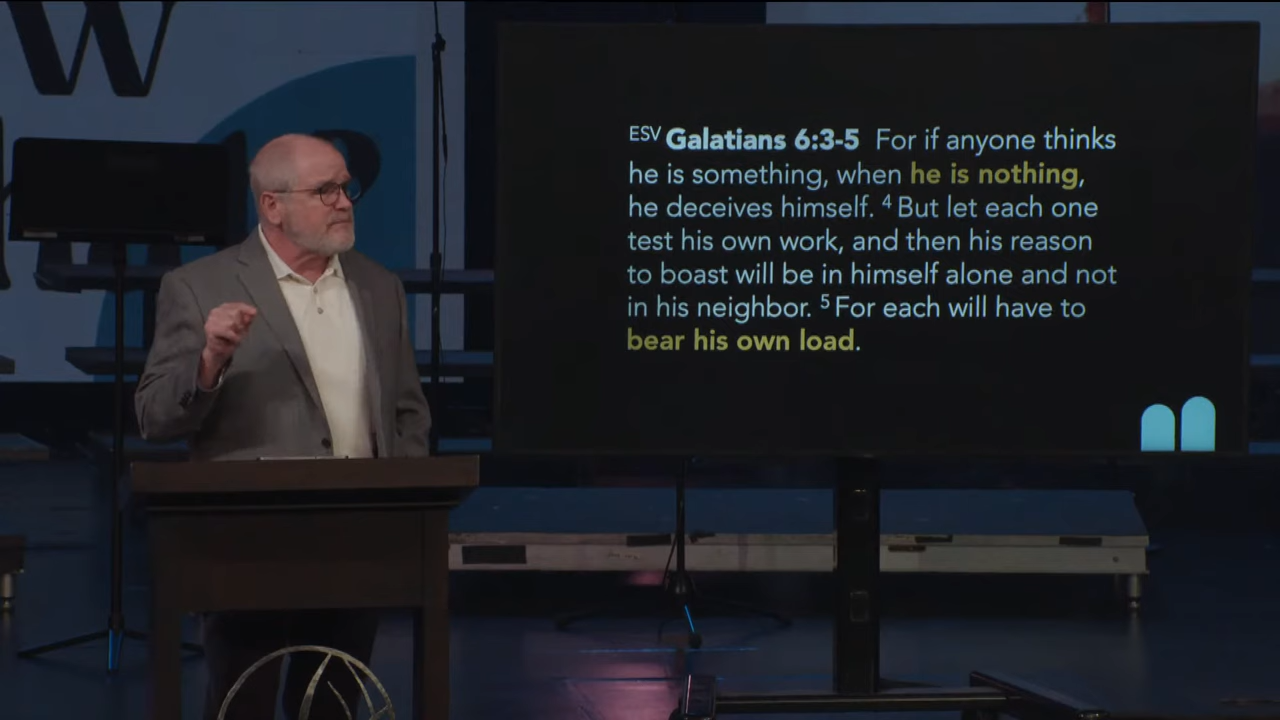 W
ESV Galatians 6:3-5 For if anyone thinks
he is something, when he is nothing,
he deceives himself. 4 But let each one
test his own work, and then his reason
to boast will be in himself alone and not
in his neighbor. 5 For each will have to
bear his own load.